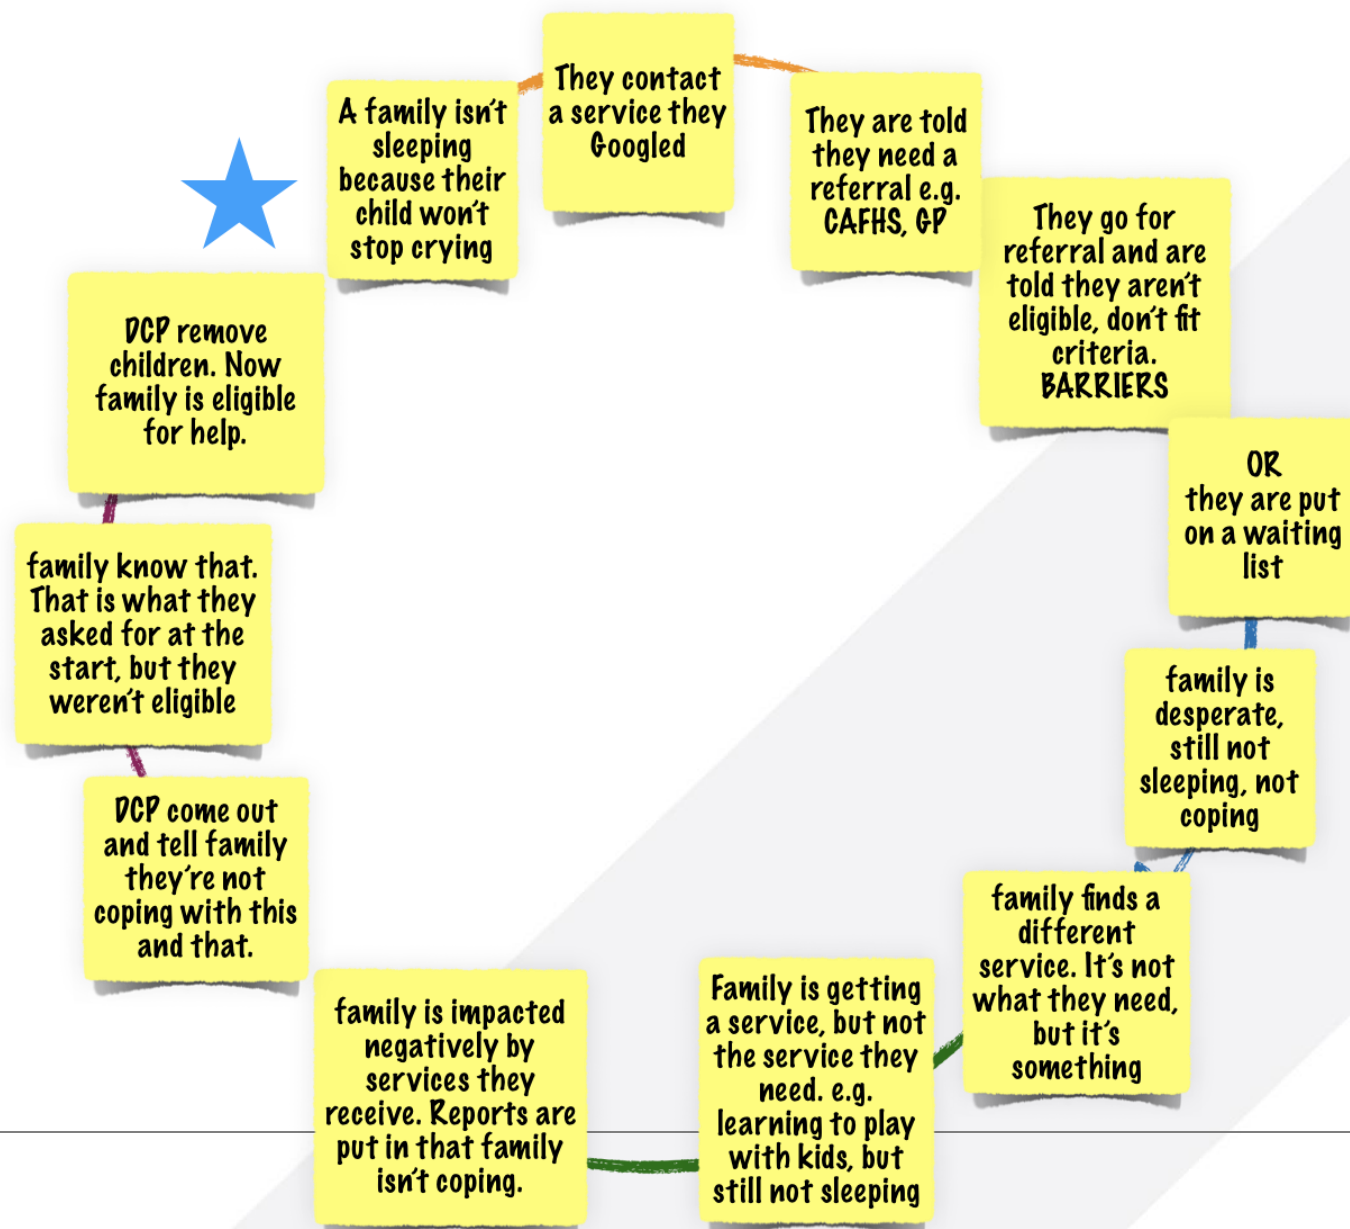 A family isn't
sleeping
because their
child won't
stop crying
They contact
a service they
Googled
They are told
they need a
referral e.g.
CAFHS, GP
They go for
referral and are
told they aren't
eligible, don't fit
criteria.
BARRIERS
OR
they are put
on a waiting
list
family is
desperate,
still not
sleeping, not
coping
family finds a
different
service. It's not
what they need,
but it's
something
Family is getting
a service, but not
the service they
need. e.g.
learning to play
with kids, but
still not sleeping
family is impacted
negatively by
services they
receive. Reports are
put in that family
isn't coping.
DCP come out
and tell family
they're not
coping with this
and that.
family know that.
That is what they
asked for at the
start, but they
weren't eligible
DCP remove
children. Now
family is eligible
for help.